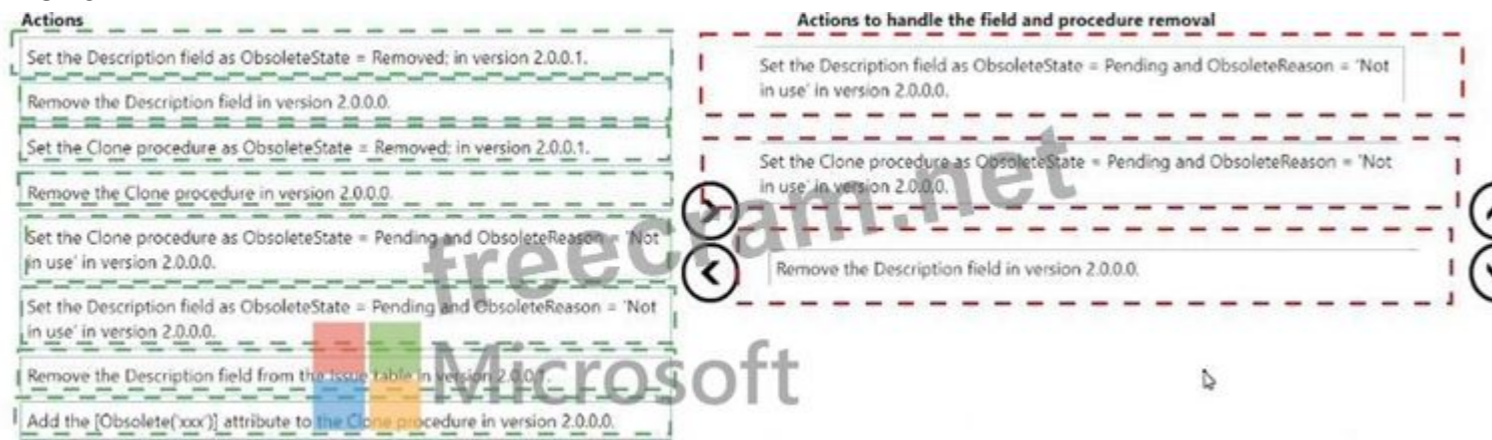 Actions
Set the Description field as ObsoleteState = Removed; in version 2.0.0.1.
Remove the Description field in version 2.0.0.0.
Set the Clone procedure as ObsoleteState = Removed; in version 2.0.0.1.
Remove the Clone procedure in version 2.0.0.0.
Set the Clone procedure as ObsoleteState = Pending and ObsoleteReason = 'Not
in use' in version 2.0.0.0.
Set the Description field as ObsoleteState = Pending and ObsoleteReason = 'Not
in use' in version 2.0.0.0.
Remove the Description field from the Issue table in version 2.0.0.1.
Add the [Obsolete('xxx')] attribute to the Clone procedure in version 2.0.0.0.
Actions to handle the field and procedure removal
Set the Description field as ObsoleteState = Pending and ObsoleteReason = 'Not
in use' in version 2.0.0.0.
Set the Clone procedure as ObsoleteState = Pending and ObsoleteReason = 'Not
in use' in version 2.0.0.0.
Remove the Description field in version 2.0.0.0.
freecram.net
Microsoft